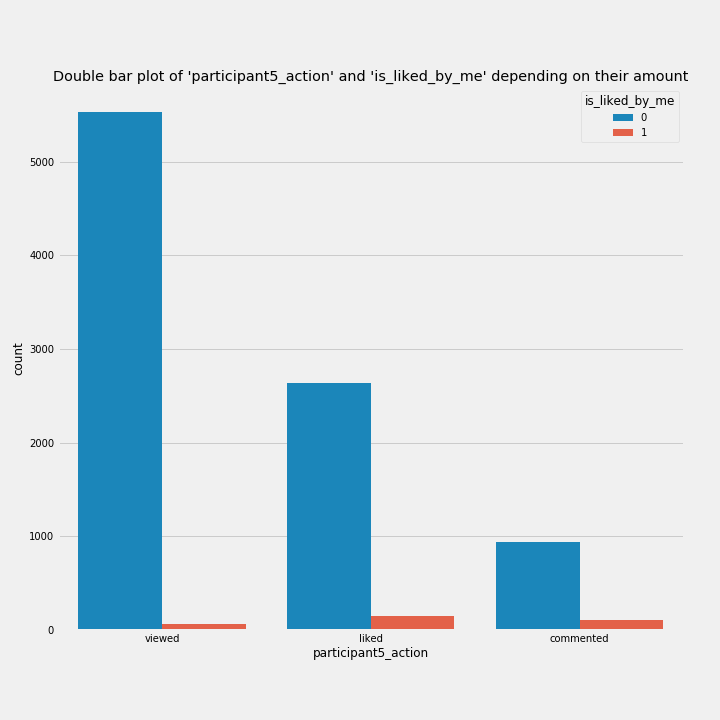 Double bar plot of 'participant5_action' and 'is_liked_by_me' depending on their amount
is_liked_by_me
0
1
5000
4000
3000
2000
1000
0
count
viewed liked commented
participant5_action